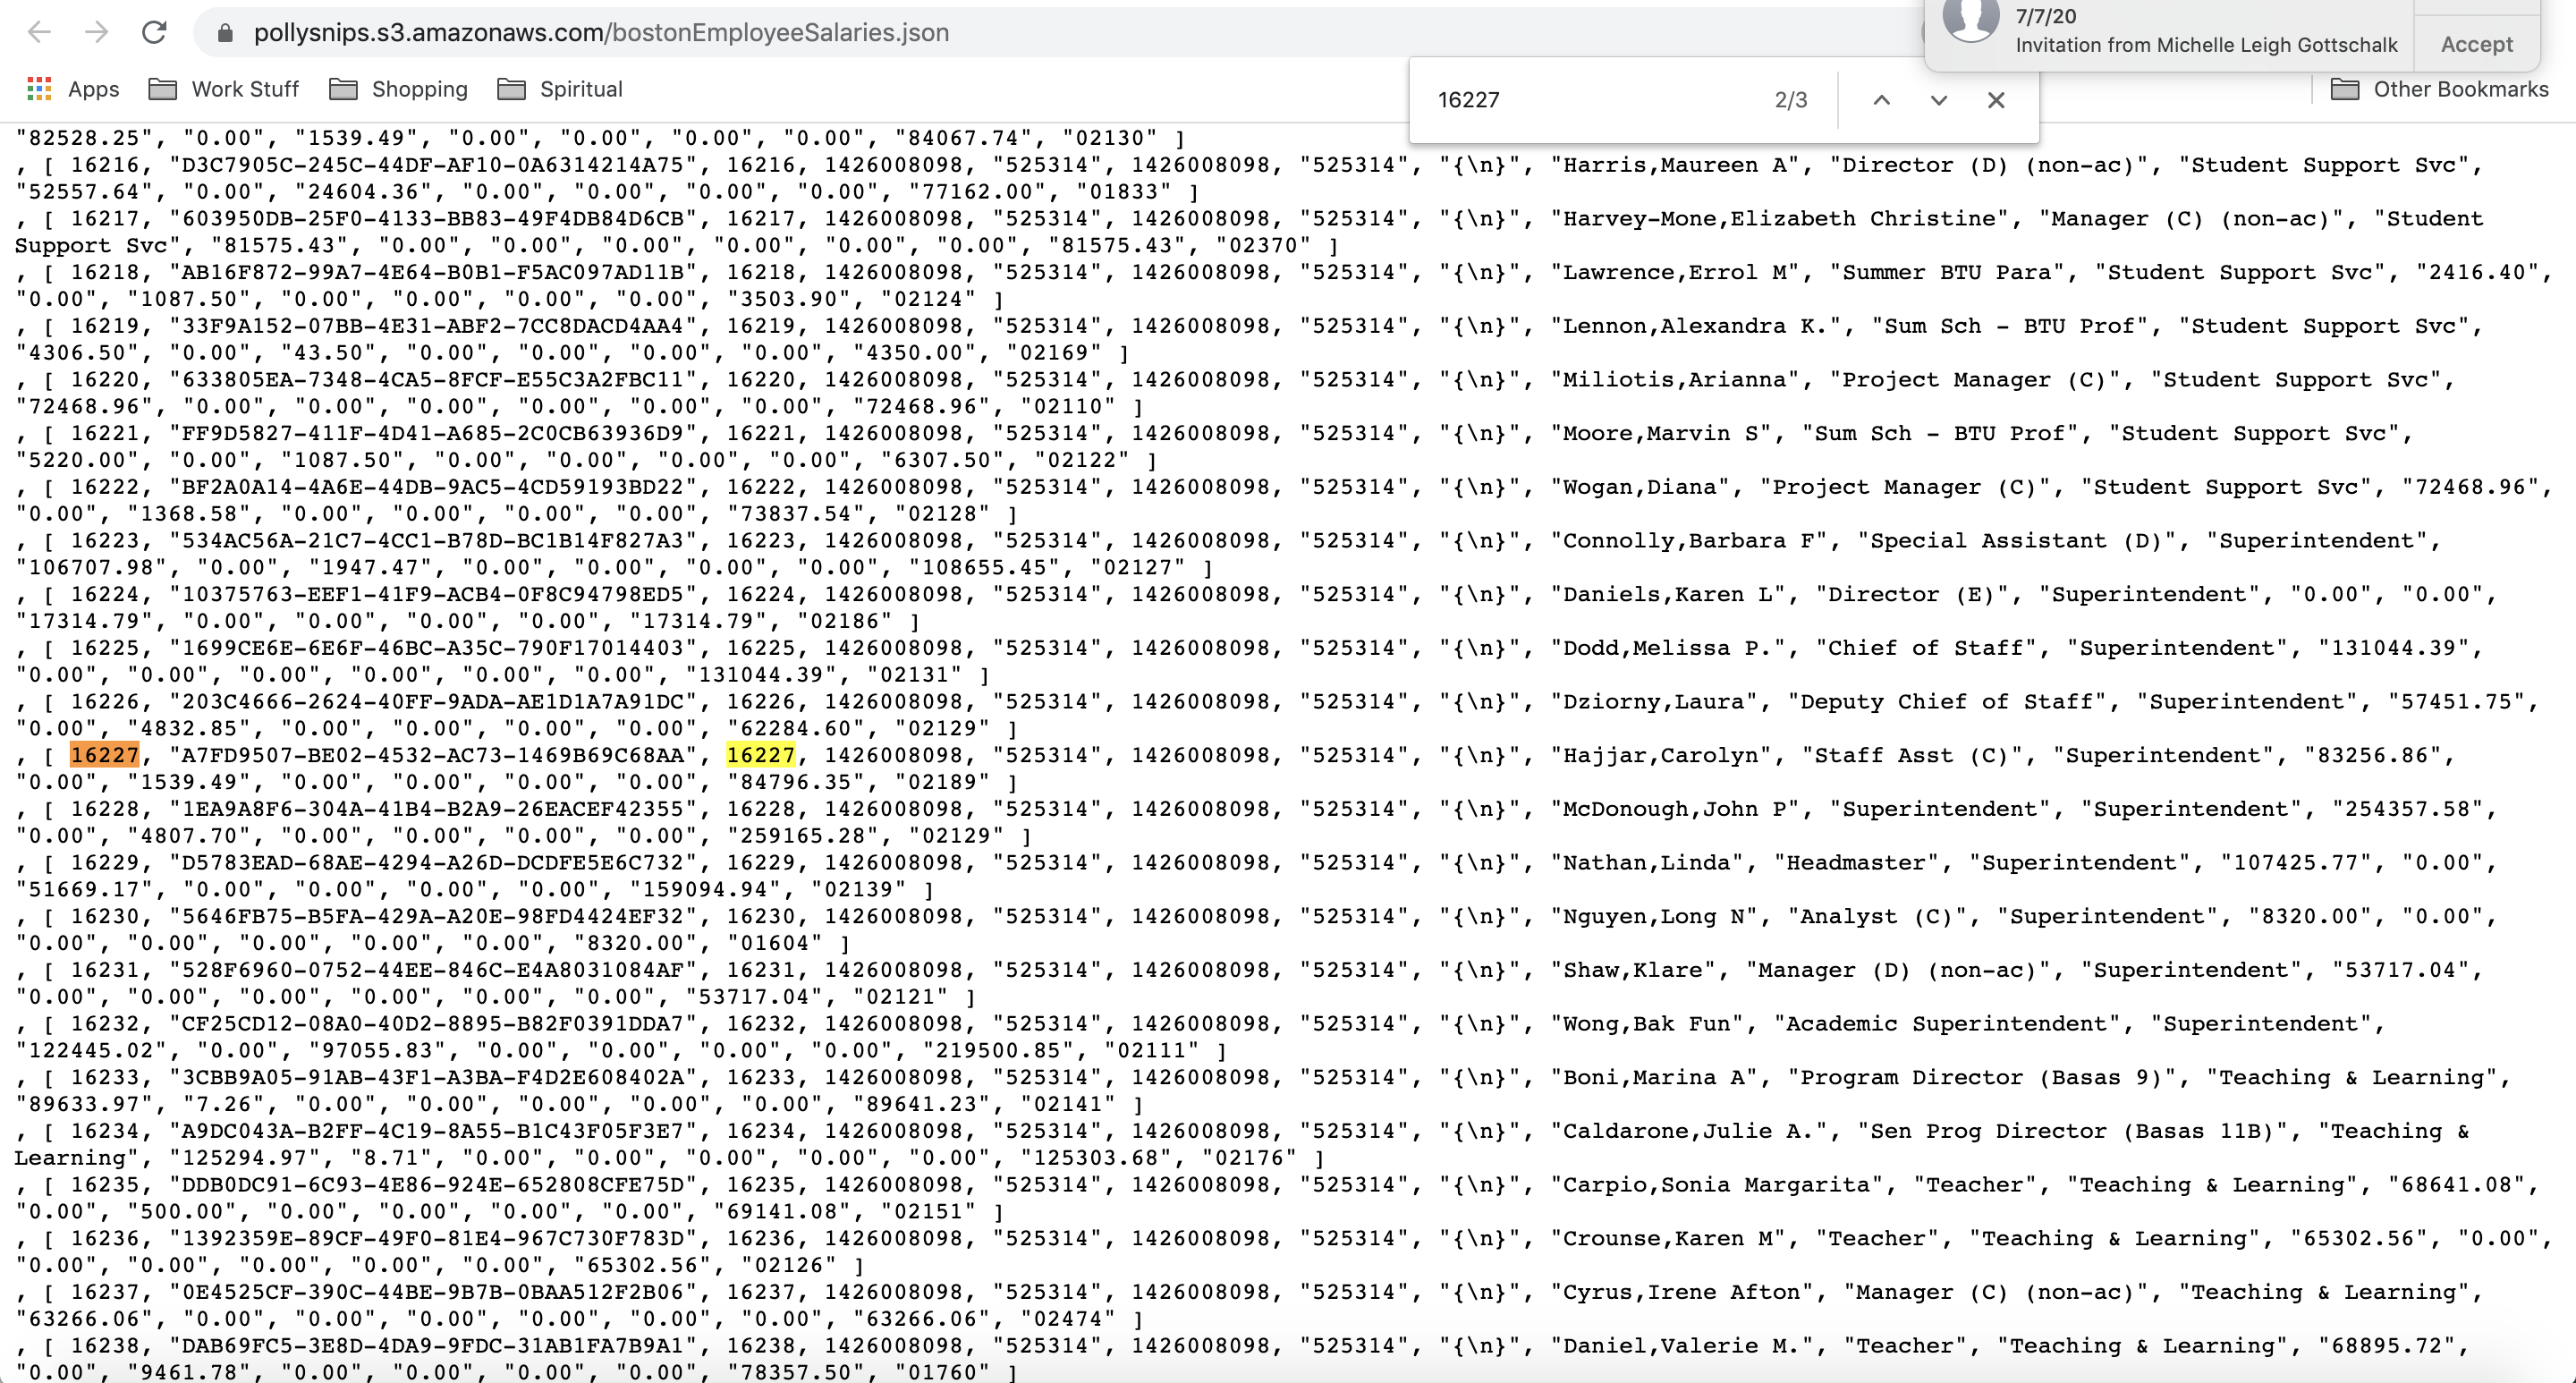 pollysnips.s3.amazonaws.com/bostonEmployeeSalaries.json
7/7/20
Invitation from Michelle Leigh Gottschalk
Accept
Apps Work Stuff Shopping Spiritual
16227 2/3
Other Bookmarks
"82528.25", "0.00", "1539.49", "0.00", "0.00", "0.00", "0.00", "84067.74", "02130" ]
, [ 16216, "D3C7905C-245C-44DF-AF10-0A6314214A75", 16216, 1426008098, "525314", 1426008098, "525314", "{\n}", "Harris,Maureen A", "Director (D) (non-ac)", "Student Support Svc",
"52557.64", "0.00", "24604.36", "0.00", "0.00", "0.00", "0.00", "77162.00", "01833" ]
, [ 16217, "603950DB-25F0-4133-BB83-49F4DB84D6CB", 16217, 1426008098, "525314", 1426008098, "525314", "{\n}", "Harvey-Mone,Elizabeth Christine", "Manager (C) (non-ac)", "Student
Support Svc", "81575.43", "0.00", "0.00", "0.00", "0.00", "0.00", "0.00", "81575.43", "02370" ]
, [ 16218, "AB16F872-99A7-4E64-B0B1-F5AC097AD11B", 16218, 1426008098, "525314", 1426008098, "525314", "{\n}", "Lawrence,Errol M", "Summer BTU Para", "Student Support Svc", "2416.40",
"0.00", "1087.50", "0.00", "0.00", "0.00", "0.00", "3503.90", "02124" ]
, [ 16219, "33F9A152-07BB-4E31-ABF2-7CC8DACD4AA4", 16219, 1426008098, "525314", 1426008098, "525314", "{\n}", "Lennon,Alexandra K.", "Sum Sch - BTU Prof", "Student Support Svc",
"4306.50", "0.00", "43.50", "0.00", "0.00", "0.00", "0.00", "4350.00", "02169" ]
, [ 16220, "633805EA-7348-4CA5-8FCF-E55C3A2FBC11", 16220, 1426008098, "525314", 1426008098, "525314", "{\n}", "Miliotis,Arianna", "Project Manager (C)", "Student Support Svc",
"72468.96", "0.00", "0.00", "0.00", "0.00", "0.00", "0.00", "72468.96", "02110" ]
, [ 16221, "FF9D5827-411F-4D41-A685-2C0CB63936D9", 16221, 1426008098, "525314", 1426008098, "525314", "{\n}", "Moore,Marvin S", "Sum Sch - BTU Prof", "Student Support Svc",
"5220.00", "0.00", "1087.50", "0.00", "0.00", "0.00", "0.00", "6307.50", "02122" ]
, [ 16222, "BF2A0A14-4A6E-44DB-9AC5-4CD59193BD22", 16222, 1426008098, "525314", 1426008098, "525314", "{\n}", "Wogan,Diana", "Project Manager (C)", "Student Support Svc", "72468.96",
"0.00", "1368.58", "0.00", "0.00", "0.00", "0.00", "73837.54", "02128" ]
, [ 16223, "534AC56A-21C7-4CC1-B78D-BC1B14F827A3", 16223, 1426008098, "525314", 1426008098, "525314", "{\n}", "Connolly,Barbara F", "Special Assistant (D)", "Superintendent",
"106707.98", "0.00", "1947.47", "0.00", "0.00", "0.00", "0.00", "108655.45", "02127" ]
, [ 16224, "10375763-EEF1-41F9-ACB4-0F8C94798ED5", 16224, 1426008098, "525314", 1426008098, "525314", "{\n}", "Daniels,Karen L", "Director (E)", "Superintendent", "0.00", "0.00",
"17314.79", "0.00", "0.00", "0.00", "0.00", "17314.79", "02186" ]
, [ 16225, "1699CE6E-6E6F-46BC-A35C-790F17014403", 16225, 1426008098, "525314", 1426008098, "525314", "{\n}", "Dodd,Melissa P.", "Chief of Staff", "Superintendent", "131044.39",
"0.00", "0.00", "0.00", "0.00", "0.00", "0.00", "131044.39", "02131" ]
, [ 16226, "203C4666-2624-40FF-9ADA-AE1D1A7A91DC", 16226, 1426008098, "525314", 1426008098, "525314", "{\n}", "Dziorny,Laura", "Deputy Chief of Staff", "Superintendent", "57451.75",
"0.00", "4832.85", "0.00", "0.00", "0.00", "0.00", "62284.60", "02129" ]
, [ 16227, "A7FD9507-BE02-4532-AC73-1469B69C68AA", 16227, 1426008098, "525314", 1426008098, "525314", "{\n}", "Hajjar,Carolyn", "Staff Asst (C)", "Superintendent", "83256.86",
"0.00", "1539.49", "0.00", "0.00", "0.00", "0.00", "84796.35", "02189" ]
, [ 16228, "1EA9A8F6-304A-41B4-B2A9-26EACEF42355", 16228, 1426008098, "525314", 1426008098, "525314", "{\n}", "McDonough,John P", "Superintendent", "Superintendent", "254357.58",
"0.00", "4807.70", "0.00", "0.00", "0.00", "0.00", "259165.28", "02129" ]
, [ 16229, "D5783EAD-68AE-4294-A26D-DCDFE5E6C732", 16229, 1426008098, "525314", 1426008098, "525314", "{\n}", "Nathan,Linda", "Headmaster", "Superintendent", "107425.77", "0.00",
"51669.17", "0.00", "0.00", "0.00", "0.00", "159094.94", "02139" ]
, [ 16230, "5646FB75-B5FA-429A-A20E-98FD4424EF32", 16230, 1426008098, "525314", 1426008098, "525314", "{\n}", "Nguyen,Long N", "Analyst (C)", "Superintendent", "8320.00", "0.00",
"0.00", "0.00", "0.00", "0.00", "0.00", "8320.00", "01604" ]
, [ 16231, "528F6960-0752-44EE-846C-E4A8031084AF", 16231, 1426008098, "525314", 1426008098, "525314", "{\n}", "Shaw,Klare", "Manager (D) (non-ac)", "Superintendent", "53717.04",
"0.00", "0.00", "0.00", "0.00", "0.00", "0.00", "53717.04", "02121" ]
, [ 16232, "CF25CD12-08A0-40D2-8895-B82F0391DDA7", 16232, 1426008098, "525314", 1426008098, "525314", "{\n}", "Wong,Bak Fun", "Academic Superintendent", "Superintendent",
"122445.02", "0.00", "97055.83", "0.00", "0.00", "0.00", "0.00", "219500.85", "02111" ]
, [ 16233, "3CBB9A05-91AB-43F1-A3BA-F4D2E608402A", 16233, 1426008098, "525314", 1426008098, "525314", "{\n}", "Boni,Marina A", "Program Director (Basas 9)", "Teaching & Learning",
"89633.97", "7.26", "0.00", "0.00", "0.00", "0.00", "0.00", "89641.23", "02141" ]
, [ 16234, "A9DC043A-B2FF-4C19-8A55-B1C43F05F3E7", 16234, 1426008098, "525314", 1426008098, "525314", "{\n}", "Caldarone,Julie A.", "Sen Prog Director (Basas 11B)", "Teaching &
Learning", "125294.97", "8.71", "0.00", "0.00", "0.00", "0.00", "0.00", "125303.68", "02176" ]
, [ 16235, "DDB0DC91-6C93-4E86-924E-652808CFE75D", 16235, 1426008098, "525314", 1426008098, "525314", "{\n}", "Carpio,Sonia Margarita", "Teacher", "Teaching & Learning", "68641.08",
"0.00", "500.00", "0.00", "0.00", "0.00", "0.00", "69141.08", "02151" ]
, [ 16236, "1392359E-89CF-49F0-81E4-967C730F783D", 16236, 1426008098, "525314", 1426008098, "525314", "{\n}", "Crounse,Karen M", "Teacher", "Teaching & Learning", "65302.56", "0.00",
"0.00", "0.00", "0.00", "0.00", "0.00", "65302.56", "02126" ]
, [ 16237, "0E4525CF-390C-44BE-9B7B-0BAA512F2B06", 16237, 1426008098, "525314", 1426008098, "525314", "{\n}", "Cyrus,Irene Afton", "Manager (C) (non-ac)", "Teaching & Learning",
"63266.06", "0.00", "0.00", "0.00", "0.00", "0.00", "0.00", "63266.06", "02474" ]
, [ 16238, "DAB69FC5-3E8D-4DA9-9FDC-31AB1FA7B9A1", 16238, 1426008098, "525314", 1426008098, "525314", "{\n}", "Daniel,Valerie M.", "Teacher", "Teaching & Learning", "68895.72",
"0.00", "9461.78", "0.00", "0.00", "0.00", "0.00", "78357.50", "01760" ]